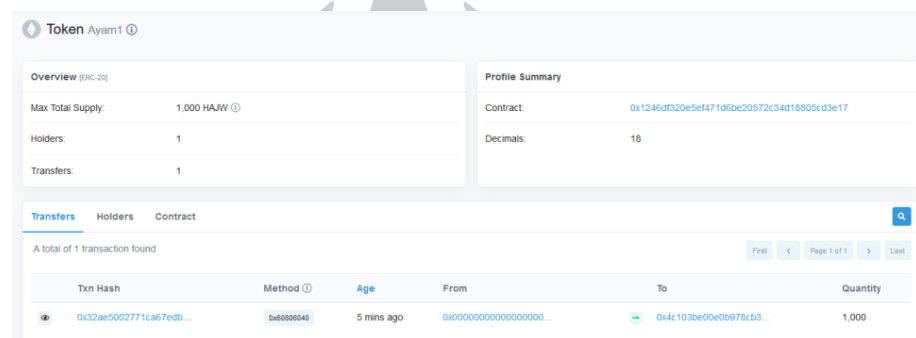 Token Ayam1
Overview [ERC-20]
Max Total Supply: 1,000 HAJW
Holders: 1
Transfers: 1
Profile Summary
Contract: 0x1246df320e5ef471d6be20572c34d18805cd3e17
Decimals: 18
Transfers Holders Contract
A total of 1 transaction found
First < Page 1 of 1 > Last
Txn Hash Method Age From To Quantity
0x32ae5002771ca67edb... 0x60806040 5 mins ago 0x00000000000000000... 0x4c103be00e0b978cb3... 1,000